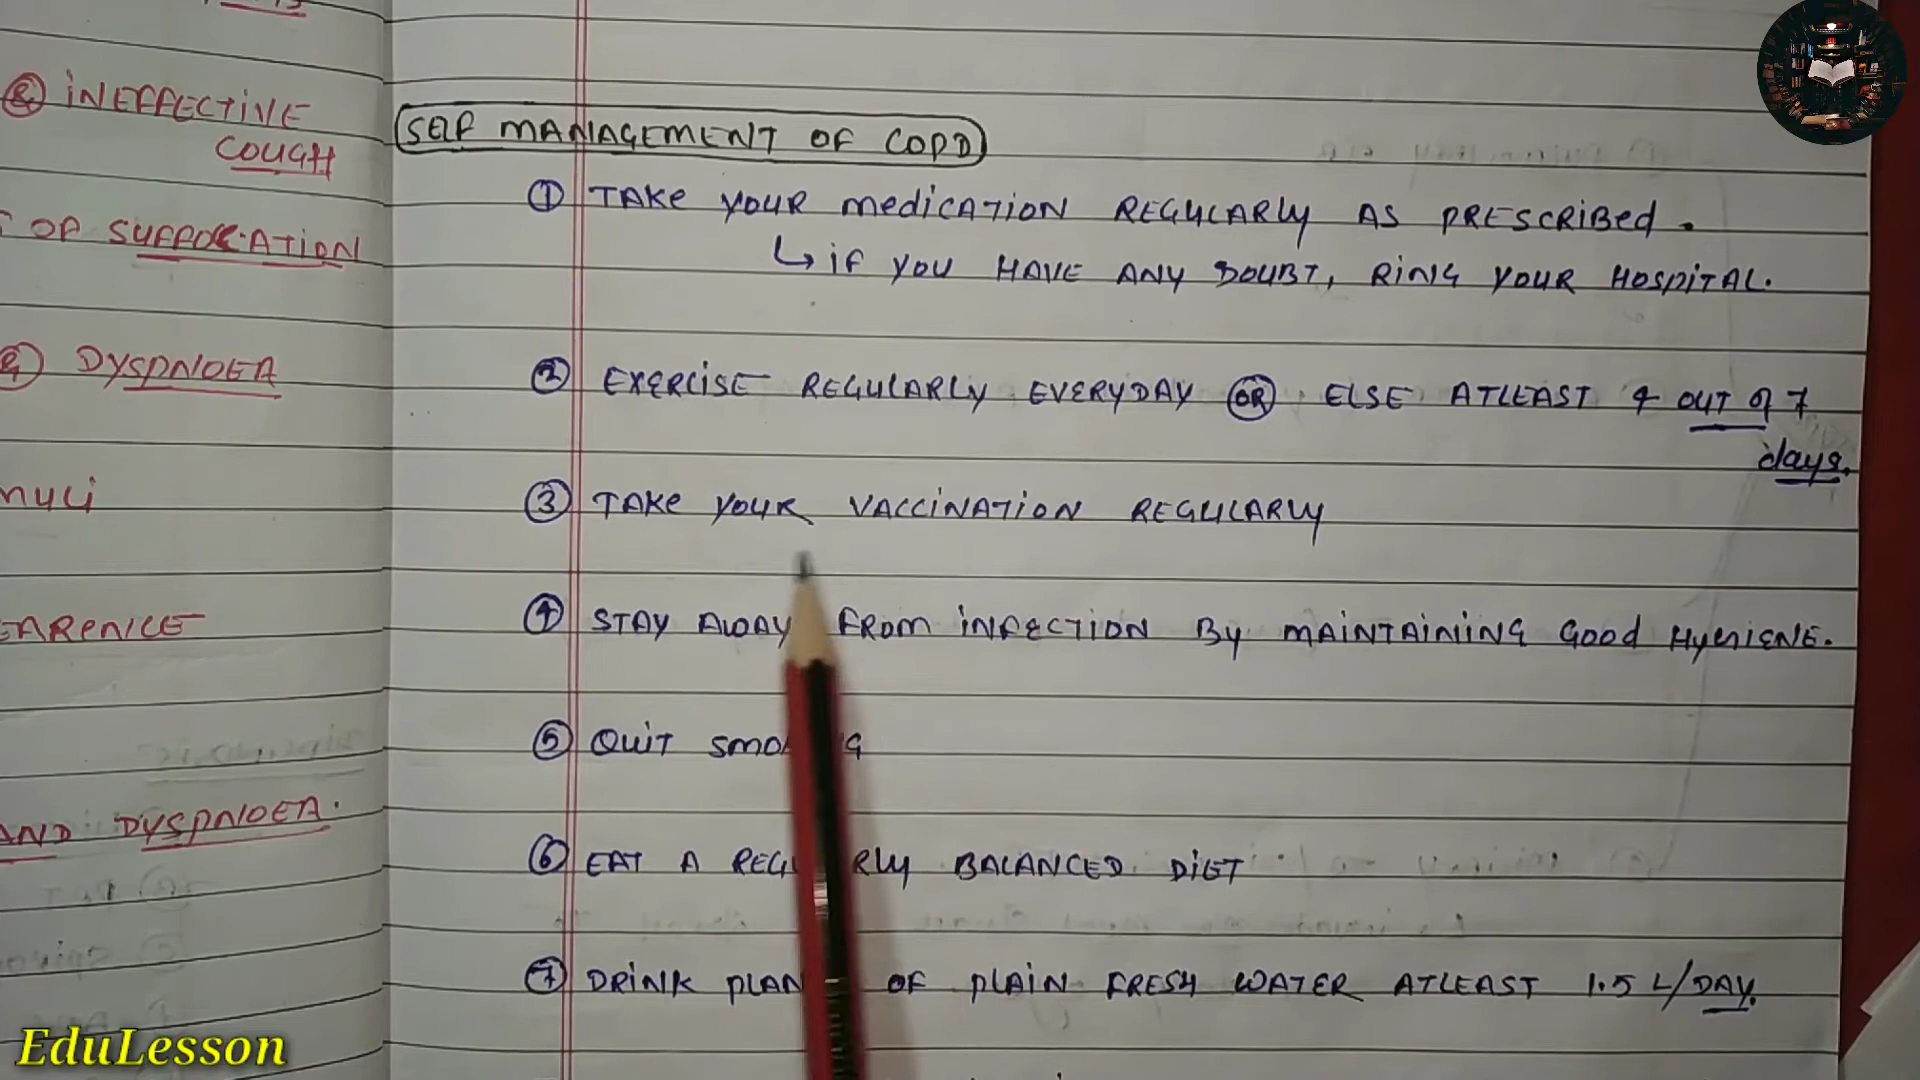 ② INEFFECTIVE
COUGH
OF SUFFOCATION
④ DYSPNOEA
AND DYSPNOEA.
SELF MANAGEMENT OF COPD
① TAKE YOUR MEDICATION REGULARLY AS PRESCRIBED.
↳ IF YOU HAVE ANY DOUBT, RING YOUR HOSPITAL.
② EXERCISE REGULARLY EVERYDAY OR ELSE ATLEAST 4 OUT OF 7
days.
③ TAKE YOUR VACCINATION REGULARLY
④ STAY AWAY FROM INFECTION BY MAINTAINING GOOD HYGIENE.
⑤ QUIT
⑥ EAT A BALANCED DIET
⑦ DRINK OF PLAIN FRESH WATER ATLEAST 1.5 L/DAY.
EduLesson